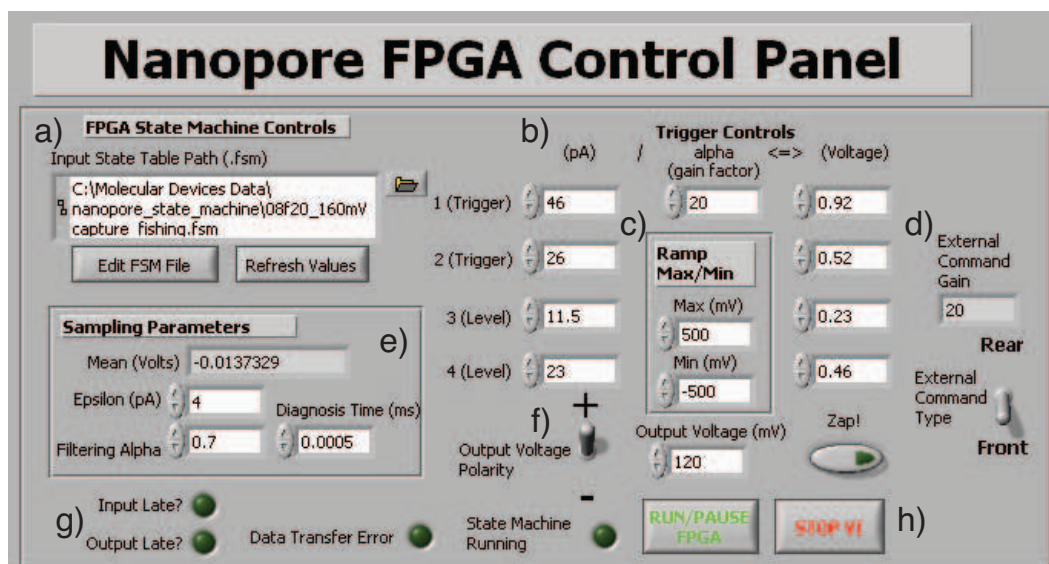 Nanopore FPGA Control Panel
a)
FPGA State Machine Controls
Input State Table Path (.fsm)
C:\Molecular Devices Data\
nanopore_state_machine\08f20_160mV
capture_fishing.fsm
Edit FSM File
Refresh Values
b)
Trigger Controls
(pA) / alpha <=> (Voltage)
(gain factor)
1 (Trigger) 46 20 0.92
2 (Trigger) 26 0.52
3 (Level) 11.5 0.23
4 (Level) 23 0.46
c)
Ramp
Max/Min
Max (mV)
500
Min (mV)
-500
d)
External
Command
Gain
20
Rear
External
Command
Type
Front
Sampling Parameters
e)
Mean (Volts) -0.0137329
Epsilon (pA) 4
Diagnosis Time (ms)
Filtering Alpha 0.7 0.0005
f)
+
Output Voltage
Polarity
-
Output Voltage (mV)
120
Zap!
g)
Input Late?
Output Late?
Data Transfer Error
State Machine
Running
RUN/PAUSE
FPGA
STOP VI
h)